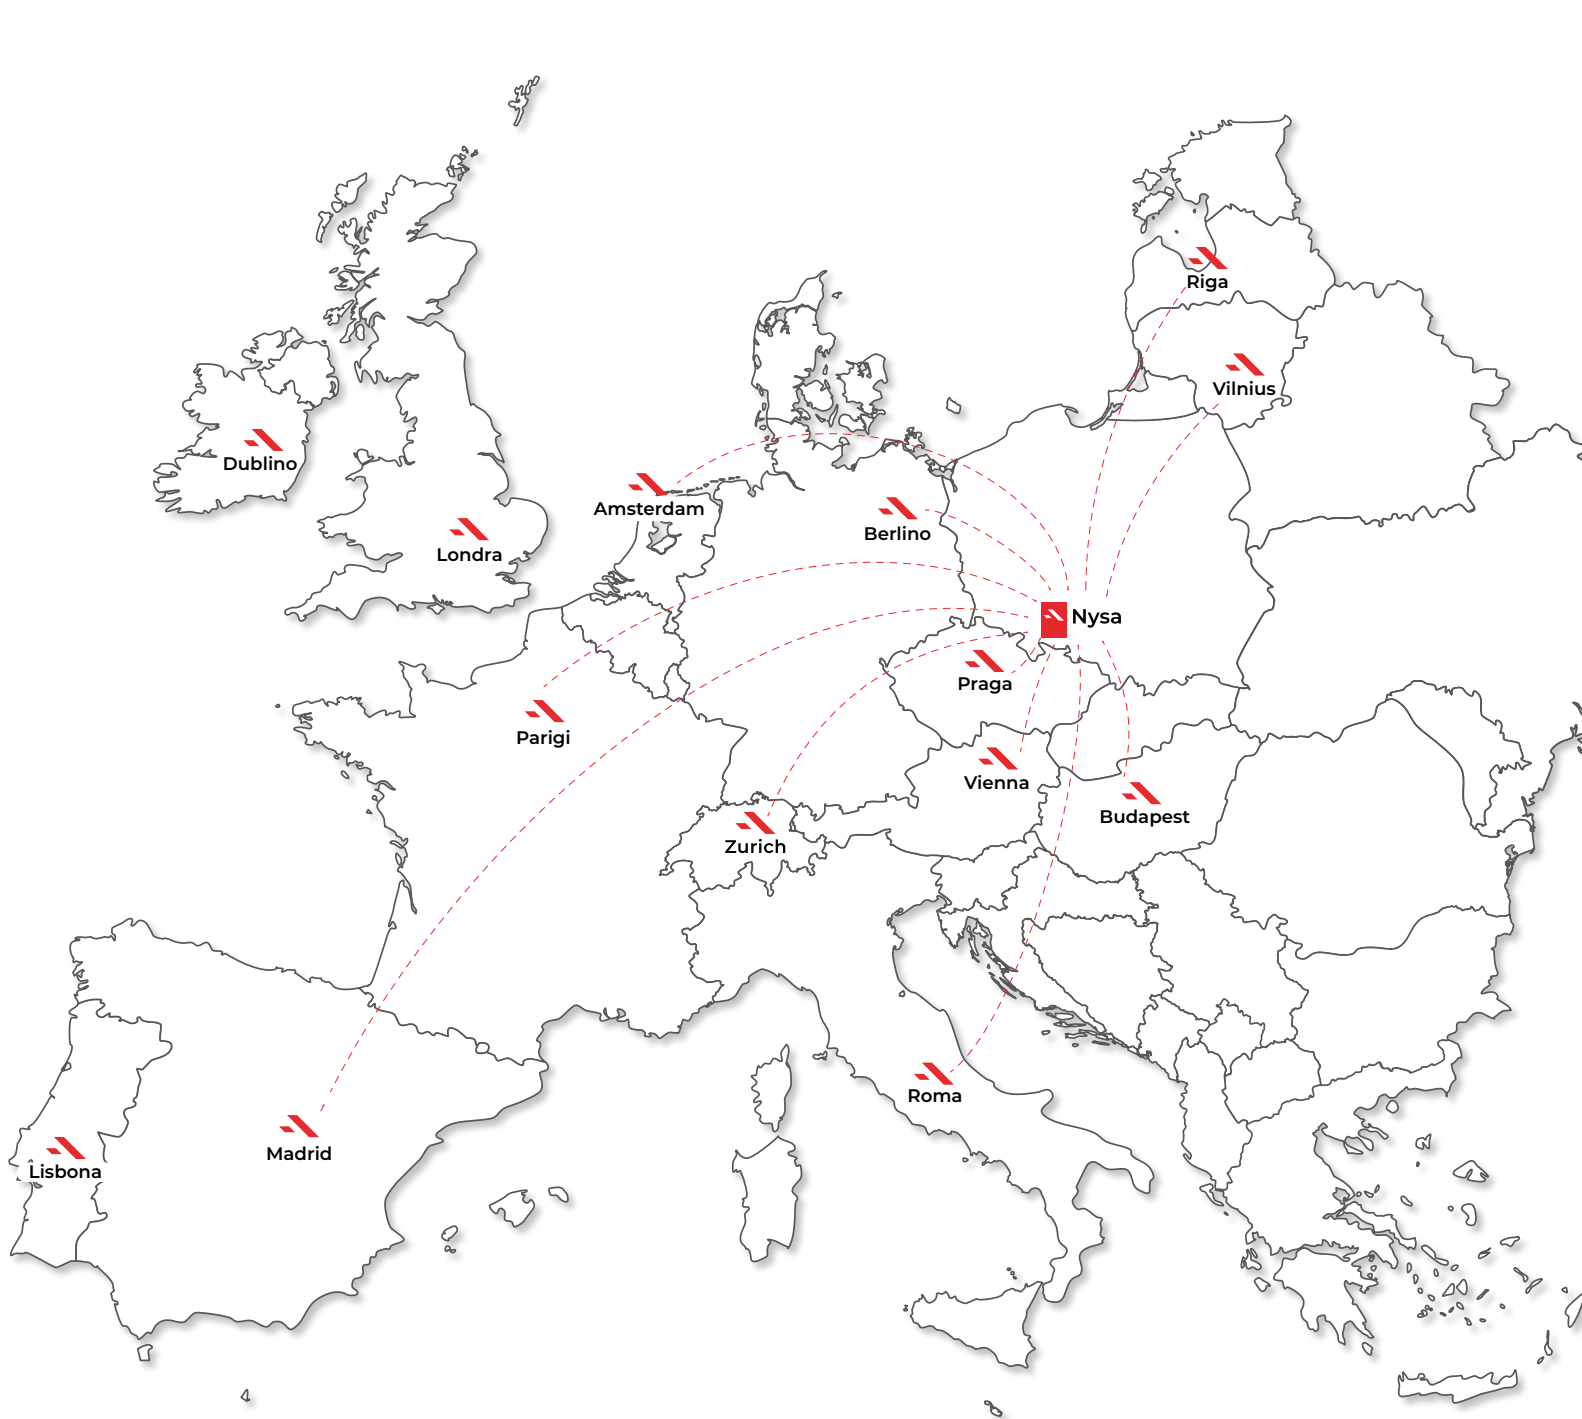 Riga
Vilnius
Dublino
Amsterdam
Berlino
Londra
Nysa
Praga
Parigi
Vienna
Budapest
Zurich
Roma
Madrid
Lisbona